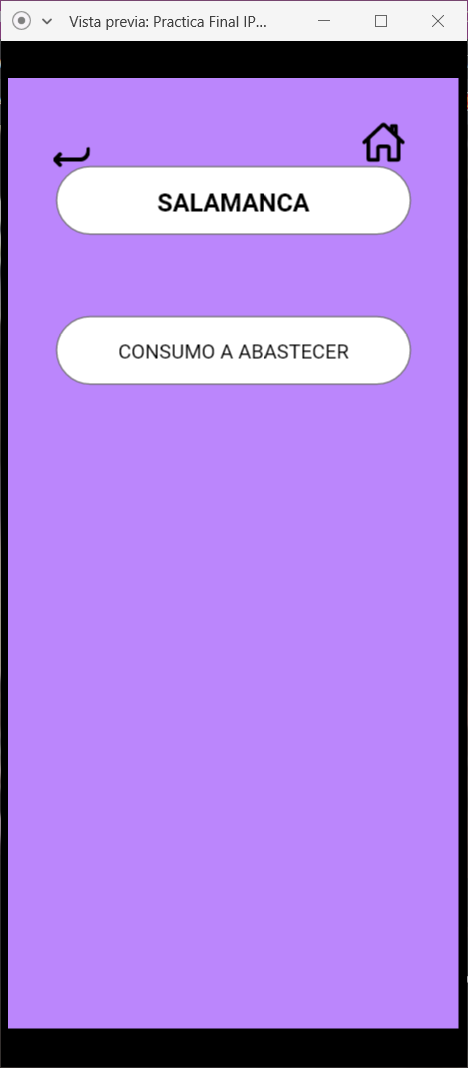 Vista previa: Practica Final IP...
SALAMANCA
CONSUMO A ABASTECER